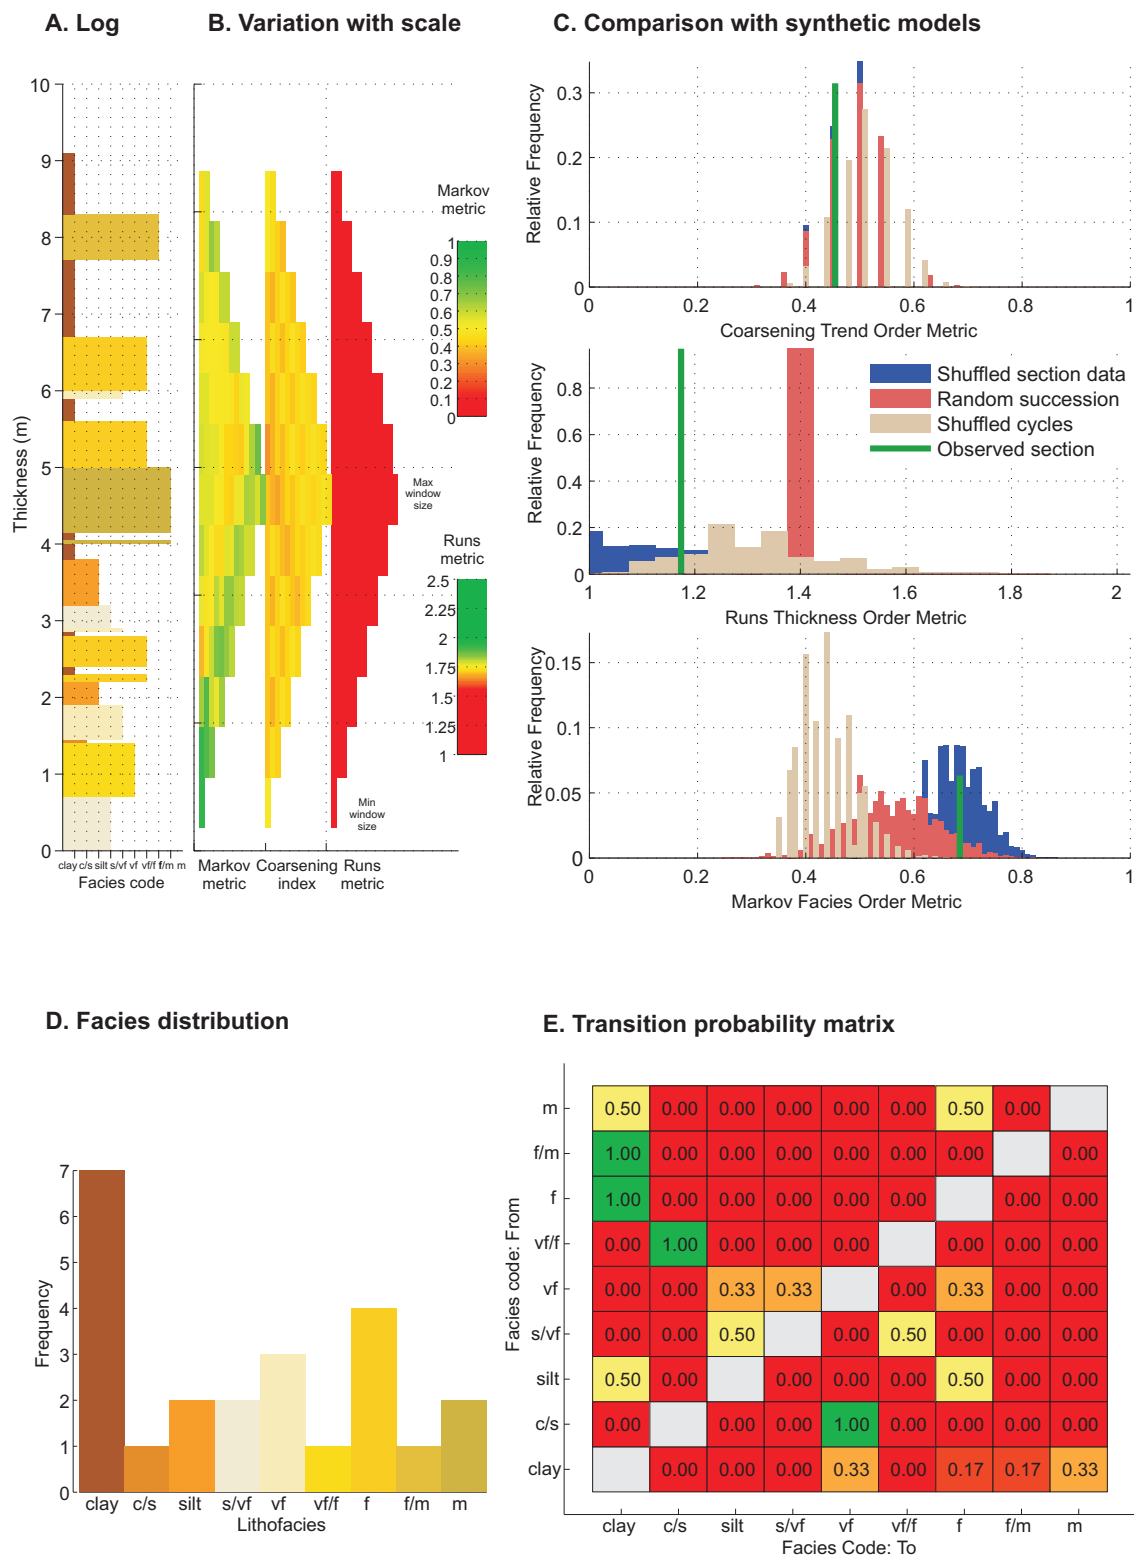 A. Log
B. Variation with scale
C. Comparison with synthetic models
10
9
8
7
6
5
4
3
2
1
0
Thickness (m)
clay c/s silt s/vf vf vf/f f/m m
Facies code
Markov
metric
1
0.9
0.8
0.7
0.6
0.5
0.4
0.3
0.2
0.1
0
Max
window
size
Runs
metric
2.5
2.25
2
1.75
1.5
1.25
1
Min
window
size
Markov
metric
Coarsening
index
Runs
metric
Relative Frequency
0.3
0.2
0.1
0
0 0.2 0.4 0.6 0.8 1
Coarsening Trend Order Metric
Relative Frequency
0.8
0.6
0.4
0.2
0
Shuffled section data
Random succession
Shuffled cycles
Observed section
1 1.2 1.4 1.6 1.8 2
Runs Thickness Order Metric
Relative Frequency
0.15
0.1
0.05
0
0 0.2 0.4 0.6 0.8 1
Markov Facies Order Metric
D. Facies distribution
Frequency
7
6
5
4
3
2
1
0
clay c/s silt s/vf vf vf/f f f/m m
Lithofacies
E. Transition probability matrix
Facies code: From
m 0.50 0.00 0.00 0.00 0.00 0.00 0.50 0.00
f/m 1.00 0.00 0.00 0.00 0.00 0.00 0.00 0.00
f 1.00 0.00 0.00 0.00 0.00 0.00 0.00 0.00
vf/f 0.00 1.00 0.00 0.00 0.00 0.00 0.00 0.00
vf 0.00 0.00 0.33 0.33 0.00 0.33 0.00 0.00
s/vf 0.00 0.00 0.50 0.00 0.50 0.00 0.00 0.00
silt 0.50 0.00 0.00 0.00 0.00 0.50 0.00 0.00
c/s 0.00 0.00 0.00 1.00 0.00 0.00 0.00 0.00
clay 0.00 0.00 0.00 0.33 0.00 0.17 0.17 0.33
clay c/s silt s/vf vf vf/f f f/m m
Facies Code: To